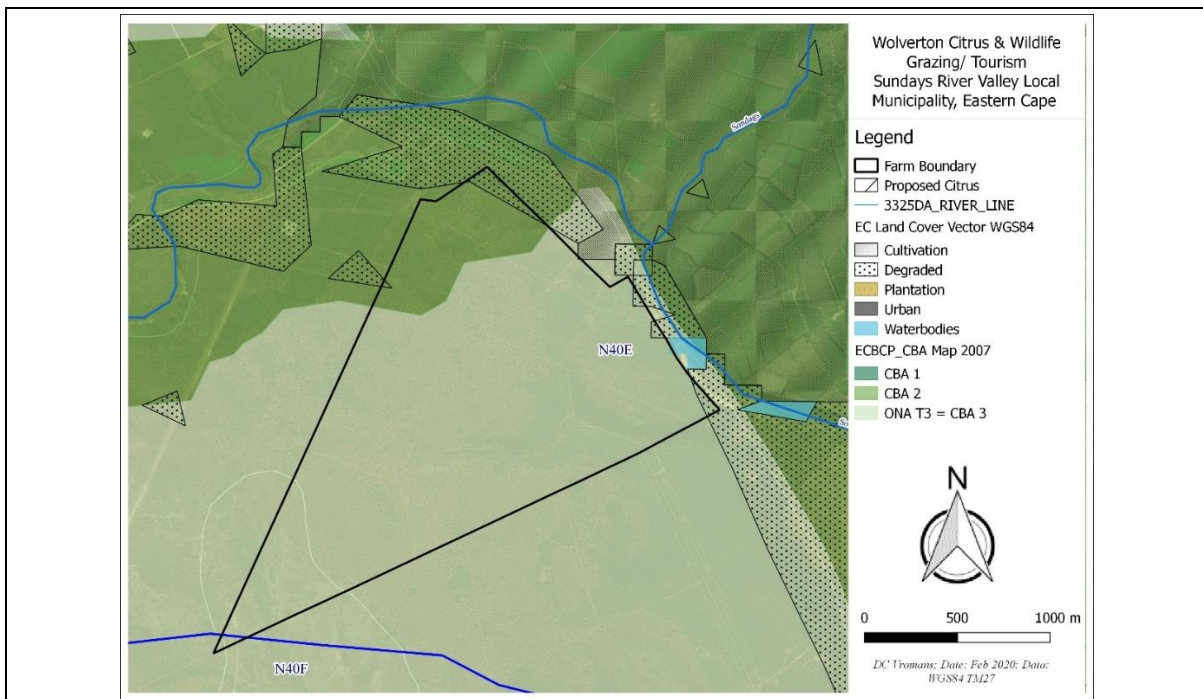 Wolverton Citrus & Wildlife
Grazing/ Tourism
Sundays River Valley Local
Municipality, Eastern Cape
Legend
Farm Boundary
Proposed Citrus
3325DA_RIVER_LINE
EC Land Cover Vector WGS84
Cultivation
Degraded
Plantation
Urban
Waterbodies
ECBCP_CBA Map 2007
CBA 1
CBA 2
ONA T3 = CBA 3
N
0 500 1000 m
DC Vromans; Date: Feb 2020; Data:
WGS84 TM27
Sondags
N40E
So
N40F